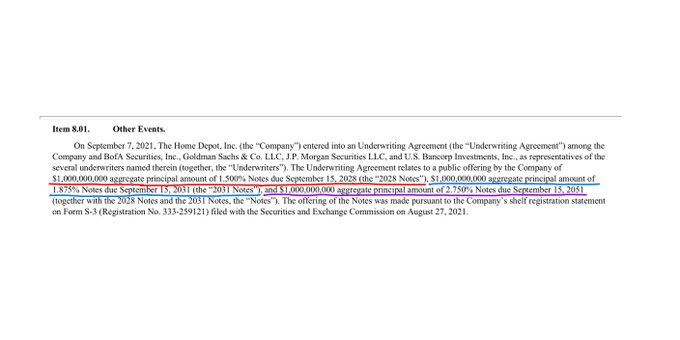 Item 8.01. Other Events.
On September 7, 2021, The Home Depot, Inc. (the “Company”) entered into an Underwriting Agreement (the “Underwriting Agreement”) among the
Company and BofA Securities, Inc., Goldman Sachs & Co. LLC, J.P. Morgan Securities LLC, and U.S. Bancorp Investments, Inc., as representatives of the
several underwriters named therein (together, the “Underwriters”). The Underwriting Agreement relates to a public offering by the Company of
$1,000,000,000 aggregate principal amount of 1.500% Notes due September 15, 2028 (the “2028 Notes”), $1,000,000,000 aggregate principal amount of
1.875% Notes due September 15, 2031 (the “2031 Notes”), and $1,000,000,000 aggregate principal amount of 2.750% Notes due September 15, 2051
(together with the 2028 Notes and the 2031 Notes, the “Notes”). The offering of the Notes was made pursuant to the Company’s shelf registration statement
on Form S-3 (Registration No. 333-259121) filed with the Securities and Exchange Commission on August 27, 2021.